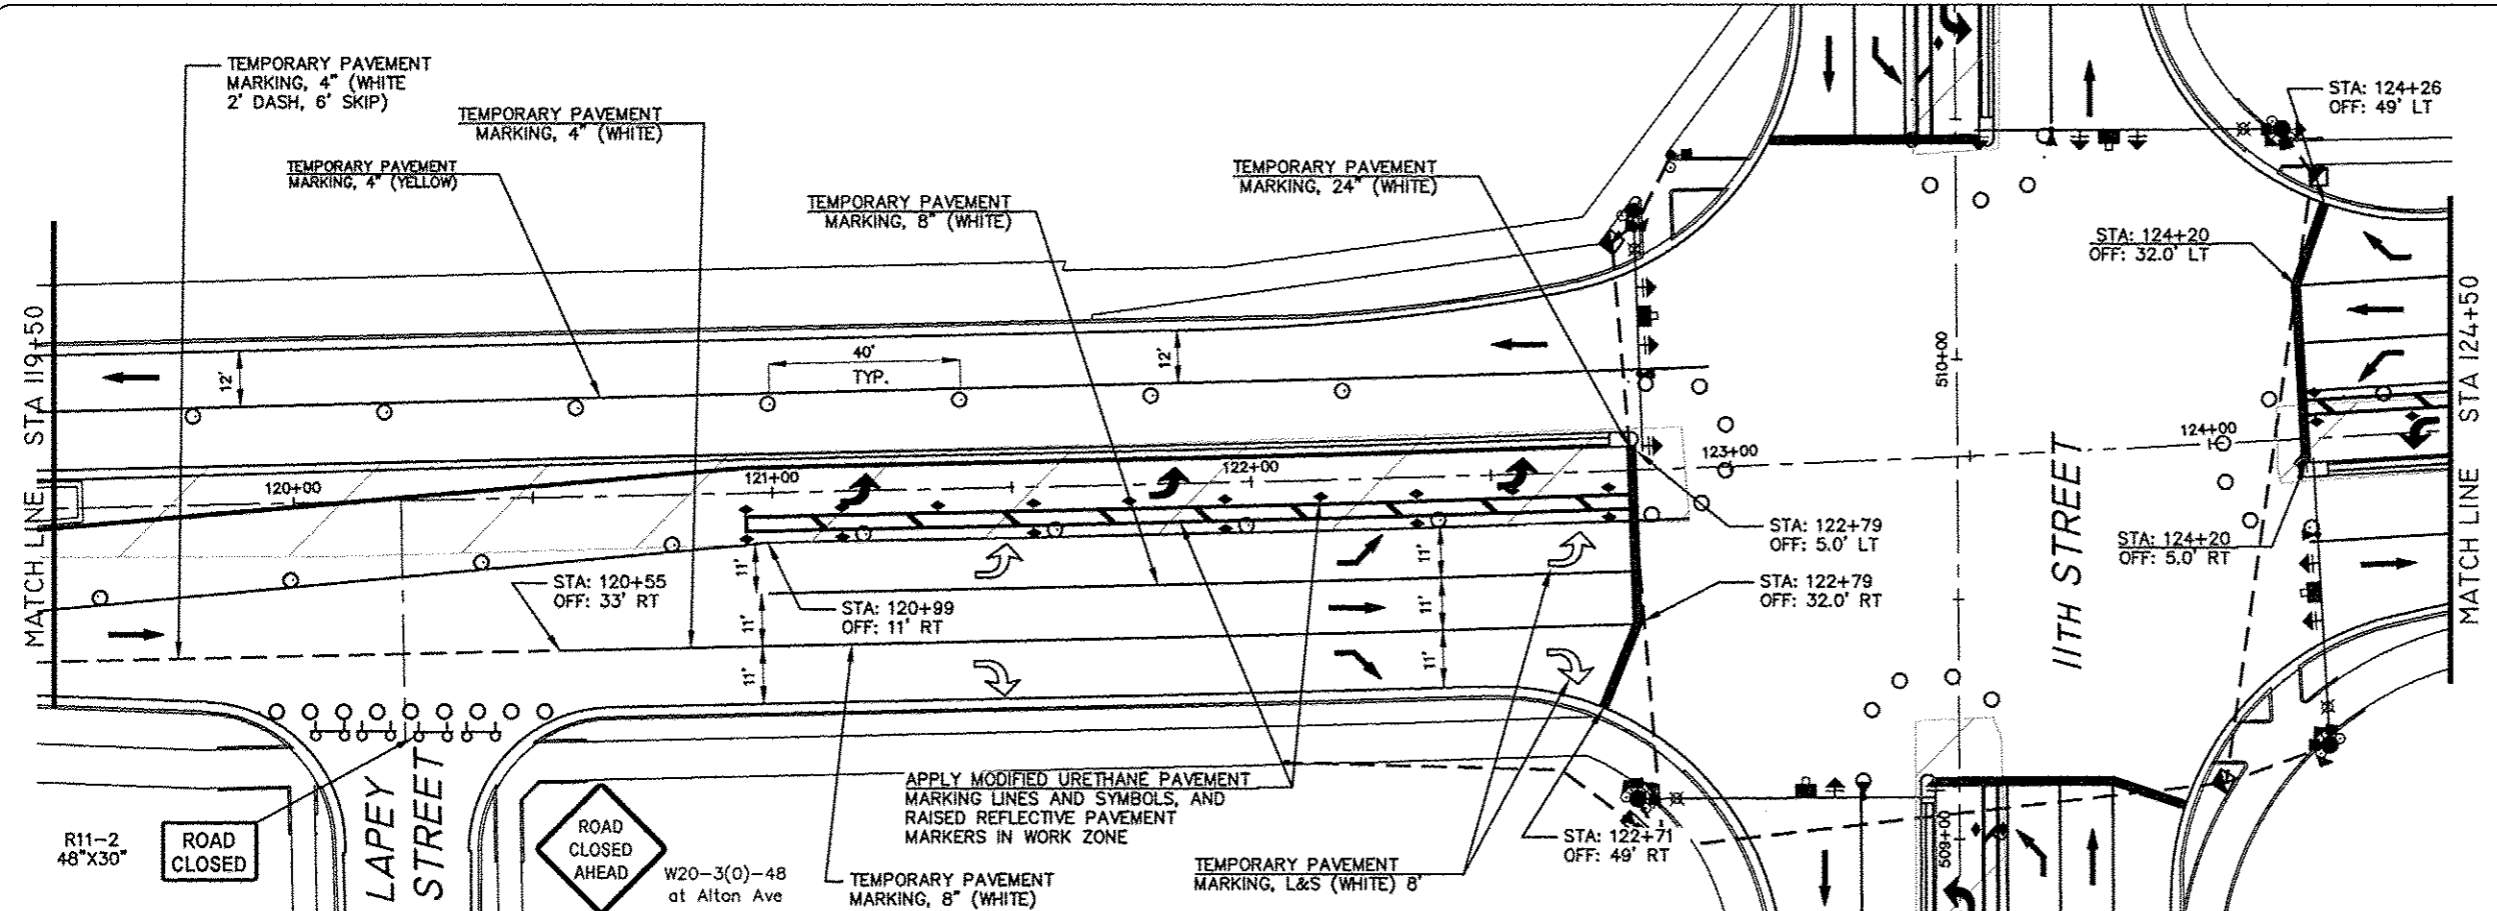 TEMPORARY PAVEMENT
MARKING, 4" (WHITE
2' DASH, 6' SKIP)
TEMPORARY PAVEMENT
MARKING, 4" (WHITE)
TEMPORARY PAVEMENT
MARKING, 4" (YELLOW)
TEMPORARY PAVEMENT
MARKING, 8" (WHITE)
TEMPORARY PAVEMENT
MARKING, 24" (WHITE)
STA: 124+26
OFF: 49' LT
STA: 124+20
OFF: 32.0' LT
MATCH LINE STA 119+50
12'
40'
TYP.
12'
510+00
MATCH LINE STA 124+50
120+00
121+00
122+00
123+00
124+00
11TH STREET
STA: 122+79
OFF: 5.0' LT
STA: 124+20
OFF: 5.0' RT
STA: 120+55
OFF: 33' RT
STA: 120+99
OFF: 11' RT
11'
11'
11'
11'
11'
11'
STA: 122+79
OFF: 32.0' RT
R11-2
48"X30"
ROAD
CLOSED
LAPEY
STREET
ROAD
CLOSED
AHEAD
W20-3(0)-48
at Alton Ave
APPLY MODIFIED URETHANE PAVEMENT
MARKING LINES AND SYMBOLS, AND
RAISED REFLECTIVE PAVEMENT
MARKERS IN WORK ZONE
TEMPORARY PAVEMENT
MARKING, 8" (WHITE)
TEMPORARY PAVEMENT
MARKING, L&S (WHITE) 8'
STA: 122+71
OFF: 49' RT
509+00